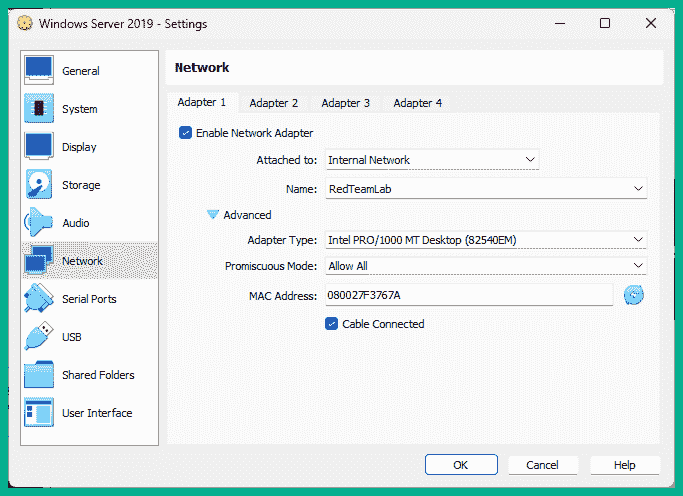 Windows Server 2019 - Settings
General
System
Display
Storage
Audio
Network
Serial Ports
USB
Shared Folders
User Interface
Network
Adapter 1 Adapter 2 Adapter 3 Adapter 4
Enable Network Adapter
Attached to: Internal Network
Name: RedTeamLab
Advanced
Adapter Type: Intel PRO/1000 MT Desktop (82540EM)
Promiscuous Mode: Allow All
MAC Address: 080027F3767A
Cable Connected
OK Cancel Help